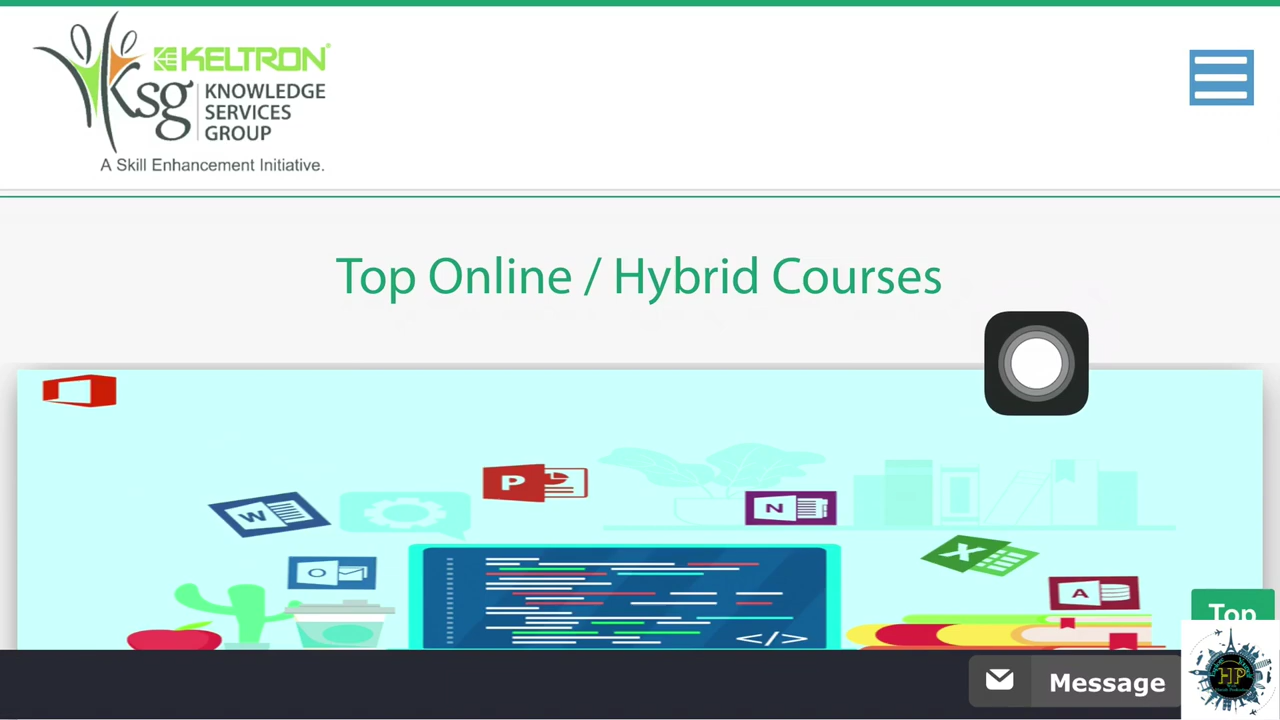 KELTRON®
ksg
KNOWLEDGE
SERVICES
GROUP
A Skill Enhancement Initiative.
Top Online / Hybrid Courses
P
W
N
X
O
A
</>
Top
Message
HP